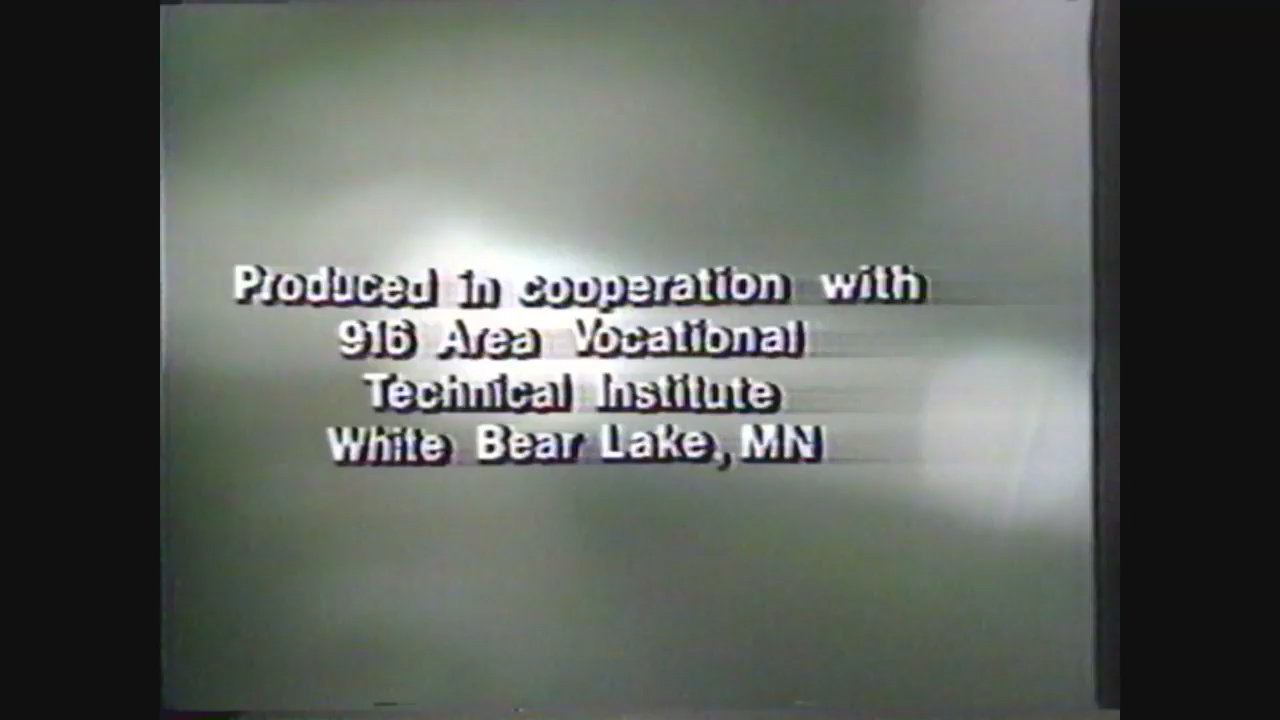 Produced in cooperation with
916 Area Vocational
Technical Institute
White Bear Lake, MN